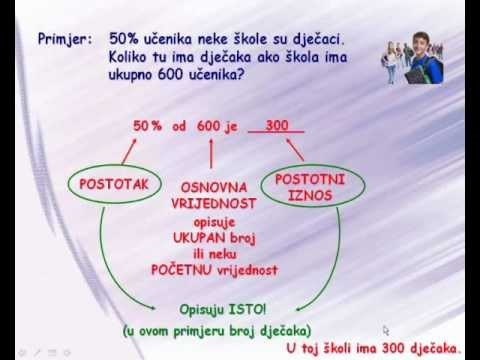 Primjer: 50% učenika neke škole su dječaci.
Koliko tu ima dječaka ako škola ima
ukupno 600 učenika?
50% od 600 je 300
POSTOTAK
OSNOVNA
VRIJEDNOST
opisuje
UKUPAN broj
ili neku
POČETNU vrijednost
POSTOTNI
IZNOS
Opisuju ISTO!
(u ovom primjeru broj dječaka)
U toj školi ima 300 dječaka.